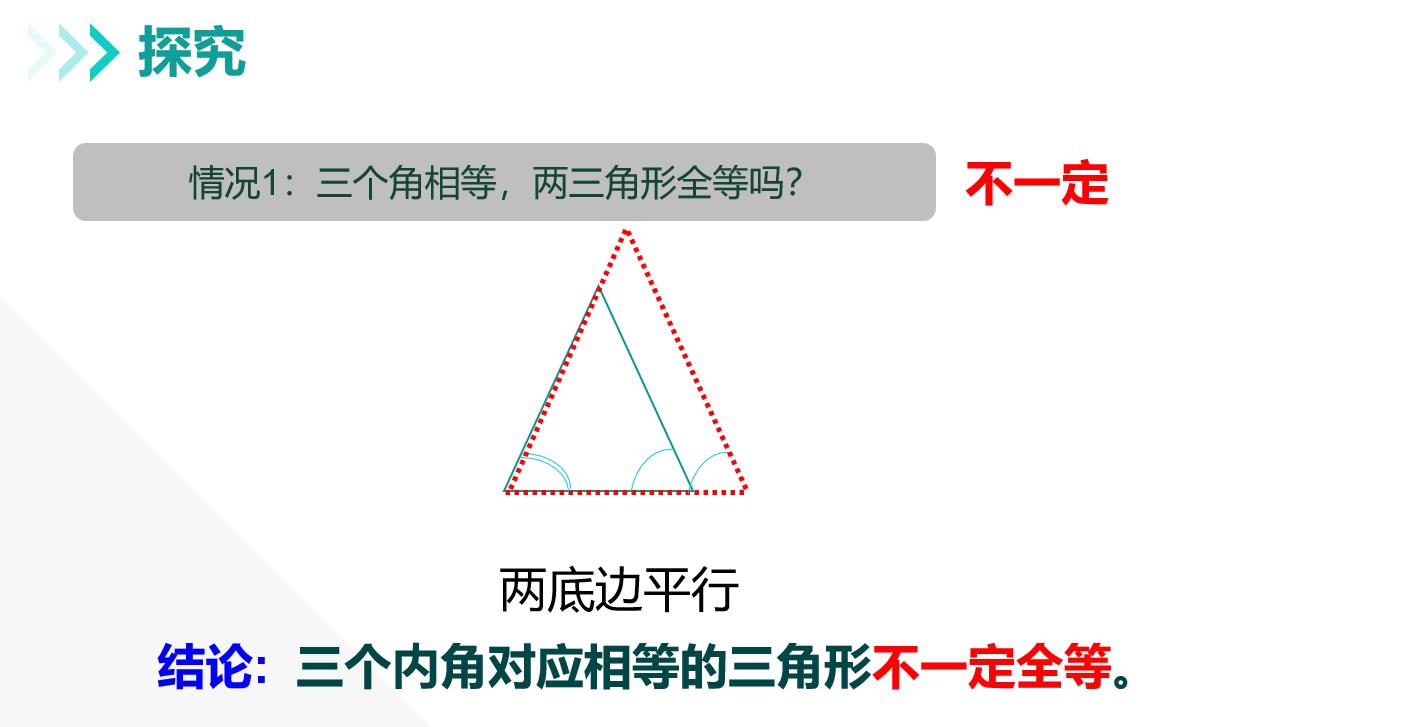 探究
情况1：三个角相等，两三角形全等吗？
不一定
两底边平行
结论：三个内角对应相等的三角形不一定全等。